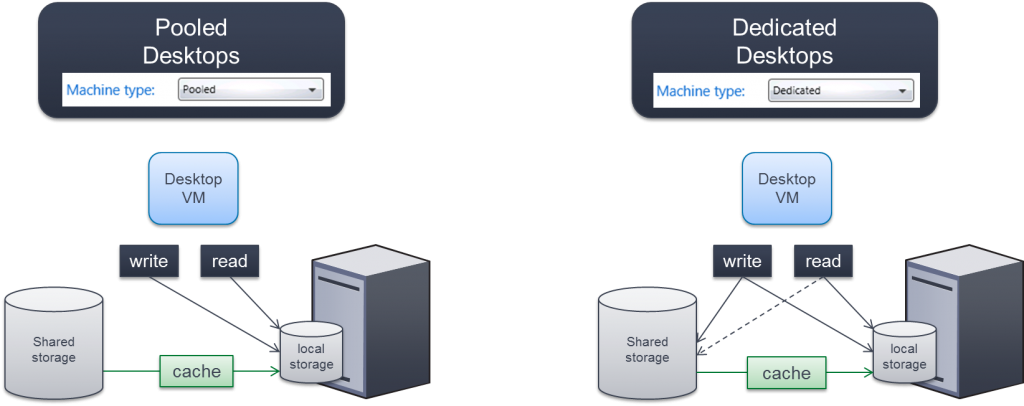 Pooled
Desktops
Machine type: Pooled
Desktop
VM
write read
Shared
storage
local
storage
cache
Dedicated
Desktops
Machine type: Dedicated
Desktop
VM
write read
Shared
storage
local
storage
cache